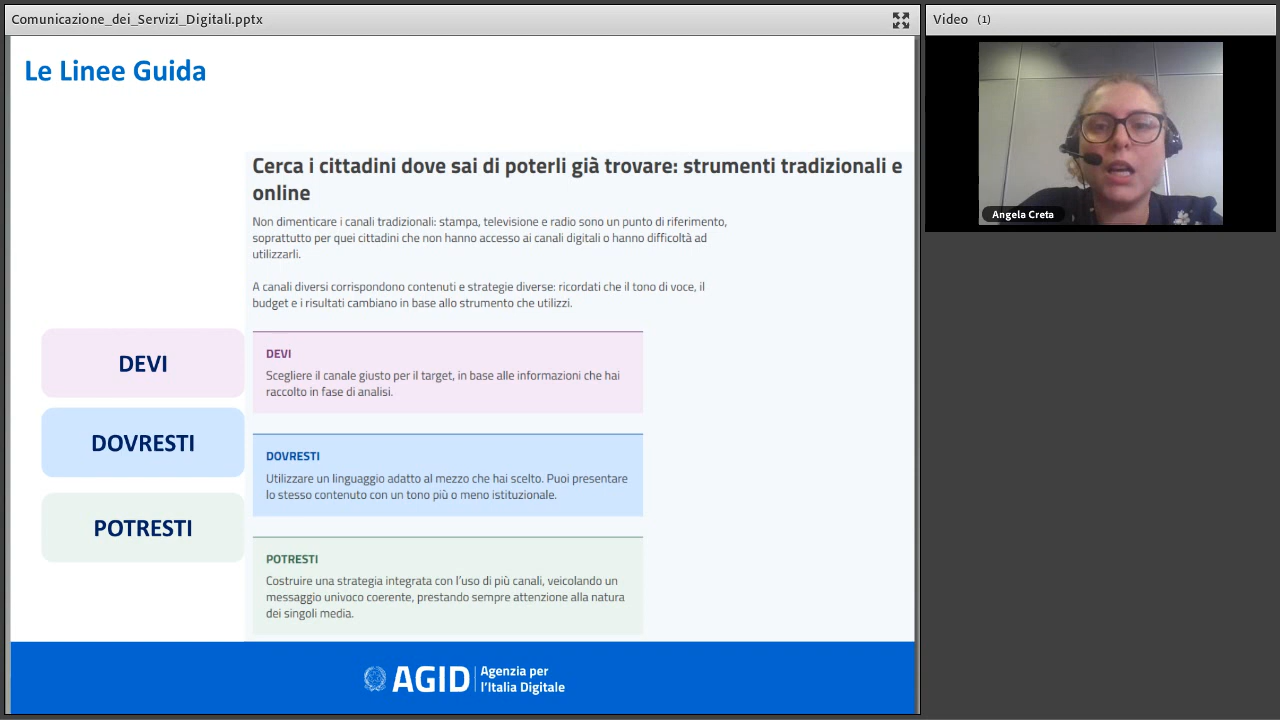 Comunicazione_dei_Servizi_Digitali.pptx
Video (1)
Le Linee Guida
Angela Creta
Cerca i cittadini dove sai di poterli già trovare: strumenti tradizionali e
online
Non dimenticare i canali tradizionali: stampa, televisione e radio sono un punto di riferimento,
soprattutto per quei cittadini che non hanno accesso ai canali digitali o hanno difficoltà ad
utilizzarli.
A canali diversi corrispondono contenuti e strategie diverse: ricordati che il tono di voce, il
budget e i risultati cambiano in base allo strumento che utilizzi.
DEVI
DEVI
Scegliere il canale giusto per il target, in base alle informazioni che hai
raccolto in fase di analisi.
DOVRESTI
DOVRESTI
Utilizzare un linguaggio adatto al mezzo che hai scelto. Puoi presentare
lo stesso contenuto con un tono più o meno istituzionale.
POTRESTI
POTRESTI
Costruire una strategia integrata con l'uso di più canali, veicolando un
messaggio univoco coerente, prestando sempre attenzione alla natura
dei singoli media.
AGID
Agenzia per
l'Italia Digitale